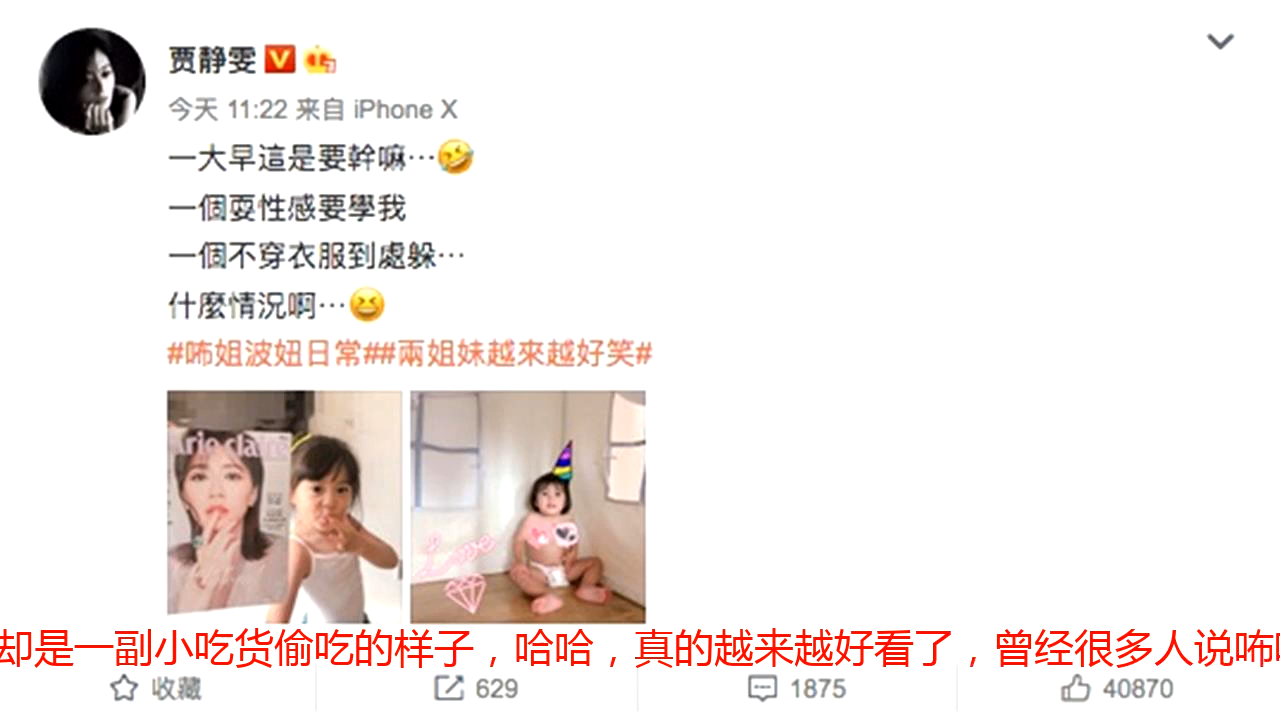 贾静雯
今天 11:22 来自 iPhone X
一大早這是要幹嘛…
一個耍性感要學我
一個不穿衣服到處躲…
什麼情況啊…
#咘姐波妞日常##兩姐妹越來越好笑#
Love
却是一副小吃货偷吃的样子，哈哈，真的越来越好看了，曾经很多人说咘
收藏
629
1875
40870